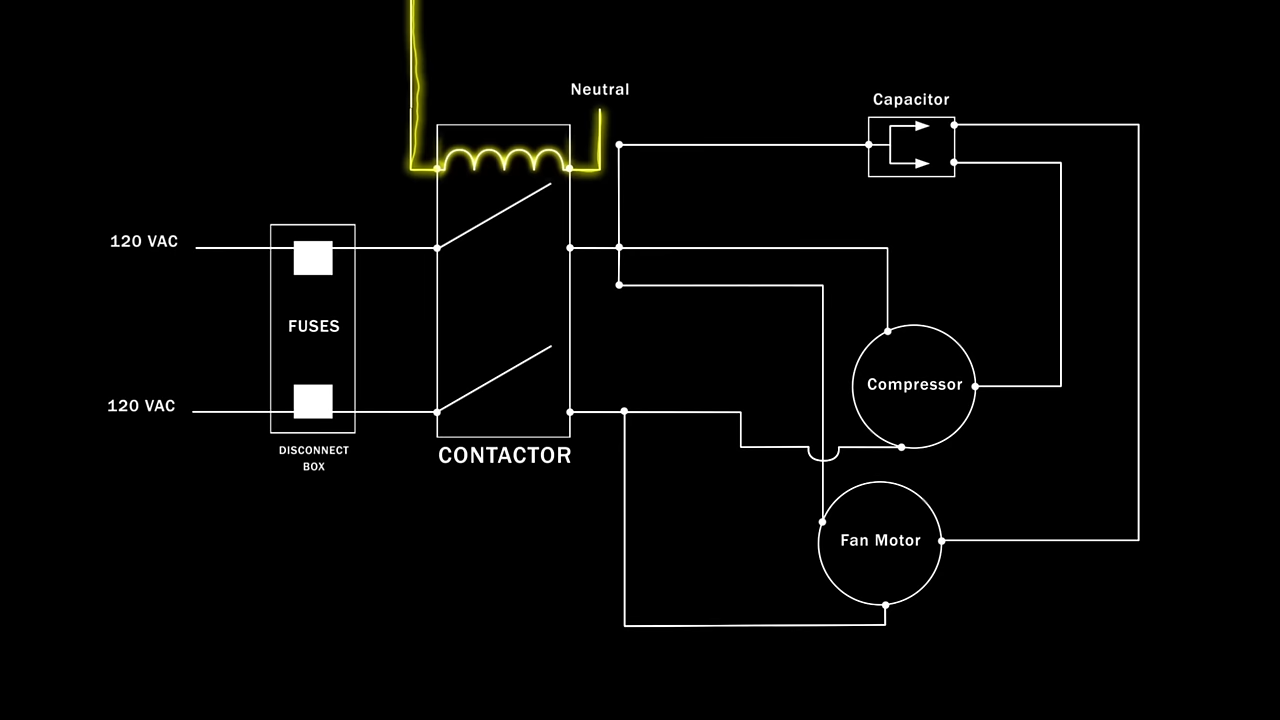 Neutral
Capacitor
120 VAC
FUSES
Compressor
120 VAC
DISCONNECT
BOX
CONTACTOR
Fan Motor